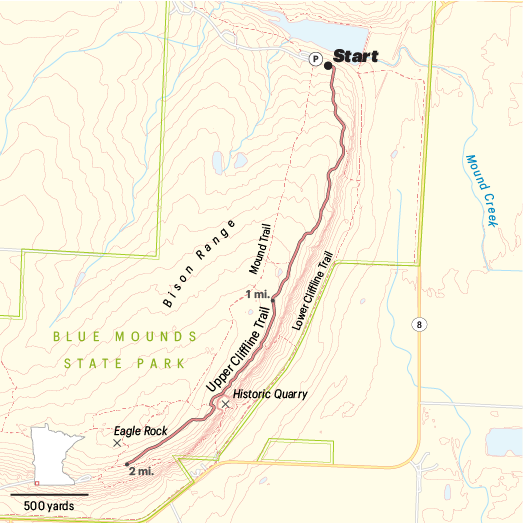 P
Start
Mound Creek
Bison Range
Mound Trail
Lower Cliffline Trail
1 mi.
8
BLUE MOUNDS
STATE PARK
Upper Cliffline Trail
Historic Quarry
Eagle Rock
2 mi.
500 yards